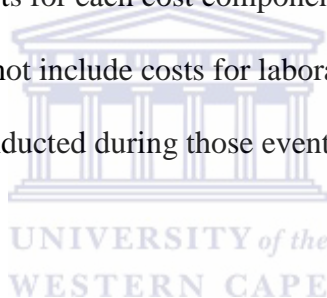 ts for each cost componen
not include costs for labora
ducted during those event
UNIVERSITY of the
WESTERN CAPE